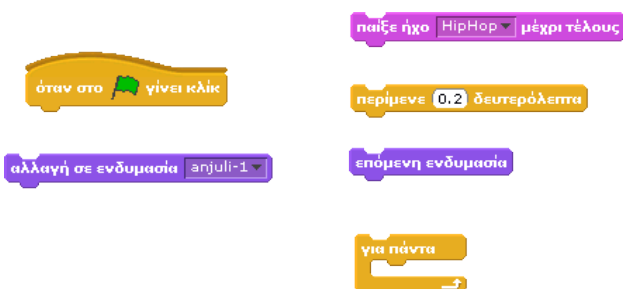 παίξε ήχο HipHop μέχρι τέλους
όταν στο γίνει κλίκ
περίμενε 0.2 δευτερόλεπτα
αλλαγή σε ενδυμασία anjuli-1
επόμενη ενδυμασία
για πάντα